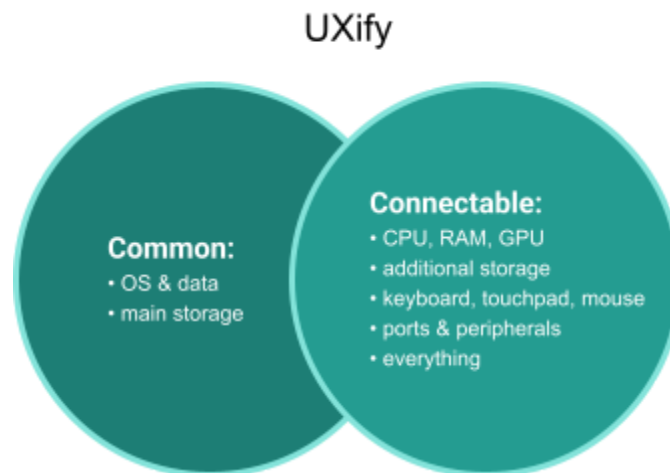 UXify
Common:
• OS & data
• main storage
Connectable:
• CPU, RAM, GPU
• additional storage
• keyboard, touchpad, mouse
• ports & peripherals
• everything